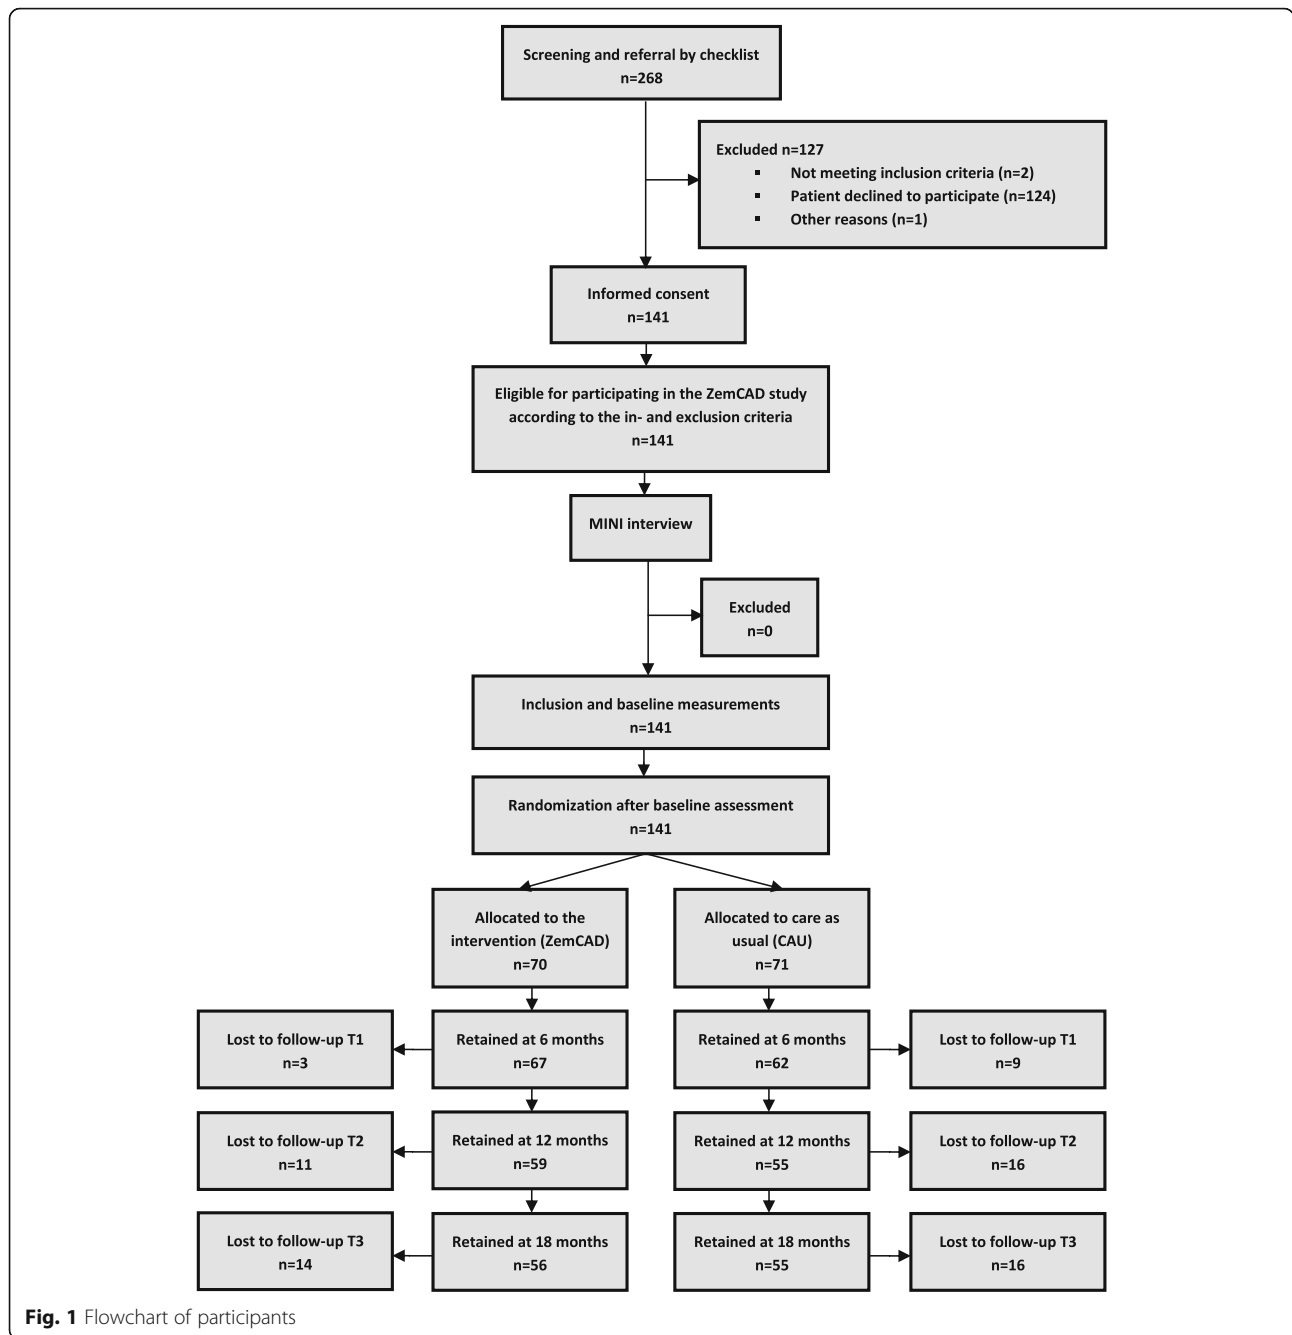 Screening and referral by checklist
n=268
Excluded n=127
▪ Not meeting inclusion criteria (n=2)
▪ Patient declined to participate (n=124)
▪ Other reasons (n=1)
Informed consent
n=141
Eligible for participating in the ZemCAD study
according to the in- and exclusion criteria
n=141
MINI interview
Excluded
n=0
Inclusion and baseline measurements
n=141
Randomization after baseline assessment
n=141
Allocated to the
intervention (ZemCAD)
n=70
Allocated to care as
usual (CAU)
n=71
Lost to follow-up T1
n=3
Retained at 6 months
n=67
Retained at 6 months
n=62
Lost to follow-up T1
n=9
Lost to follow-up T2
n=11
Retained at 12 months
n=59
Retained at 12 months
n=55
Lost to follow-up T2
n=16
Lost to follow-up T3
n=14
Retained at 18 months
n=56
Retained at 18 months
n=55
Lost to follow-up T3
n=16
Fig. 1 Flowchart of participants